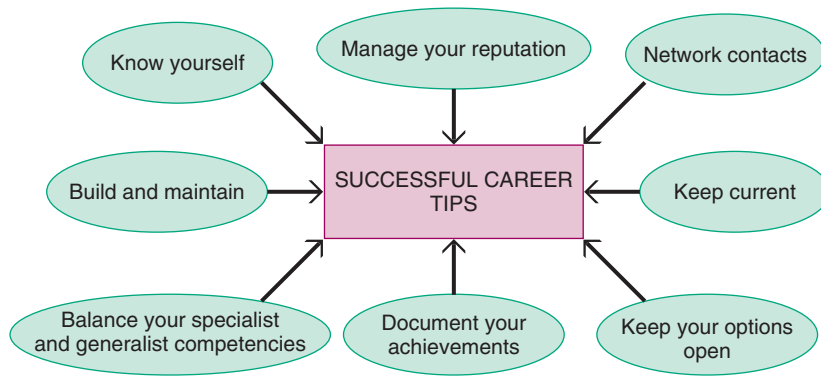 Know yourself
Manage your reputation
Network contacts
Build and maintain
SUCCESSFUL CAREER
TIPS
Keep current
Balance your specialist
and generalist competencies
Document your
achievements
Keep your options
open